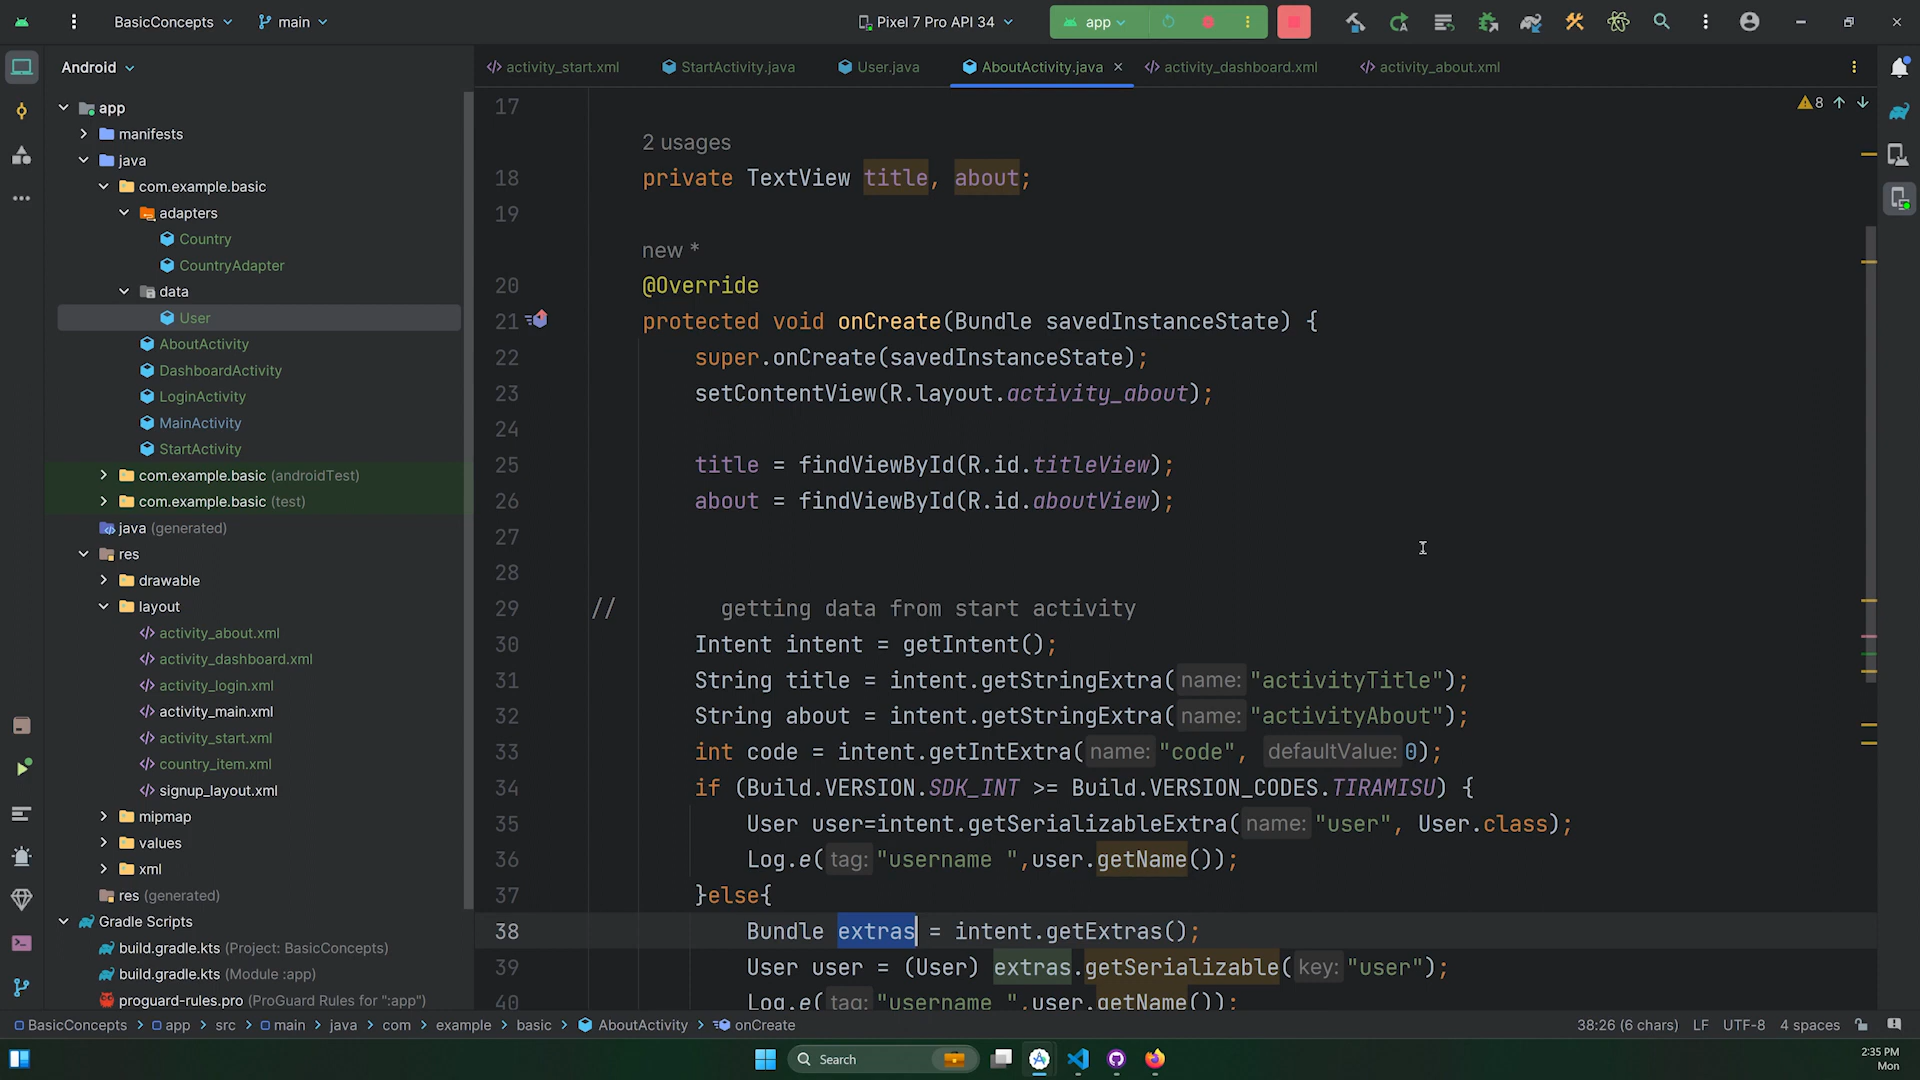 BasicConcepts
main
Pixel 7 Pro API 34
app
Android
activity_start.xml
StartActivity.java
User.java
AboutActivity.java
activity_dashboard.xml
activity_about.xml
8
app
manifests
java
com.example.basic
adapters
Country
CountryAdapter
data
User
AboutActivity
DashboardActivity
LoginActivity
MainActivity
StartActivity
com.example.basic (androidTest)
com.example.basic (test)
java (generated)
res
drawable
layout
activity_about.xml
activity_dashboard.xml
activity_login.xml
activity_main.xml
activity_start.xml
country_item.xml
signup_layout.xml
mipmap
values
xml
res (generated)
Gradle Scripts
build.gradle.kts (Project: BasicConcepts)
build.gradle.kts (Module :app)
proguard-rules.pro (ProGuard Rules for ":app")
17
2 usages
18 private TextView title, about;
19
new *
20 @Override
21 protected void onCreate(Bundle savedInstanceState) {
22 super.onCreate(savedInstanceState);
23 setContentView(R.layout.activity_about);
24
25 title = findViewById(R.id.titleView);
26 about = findViewById(R.id.aboutView);
27
28
29 // getting data from start activity
30 Intent intent = getIntent();
31 String title = intent.getStringExtra( name: "activityTitle");
32 String about = intent.getStringExtra( name: "activityAbout");
33 int code = intent.getIntExtra( name: "code", defaultValue: 0);
34 if (Build.VERSION.SDK_INT >= Build.VERSION_CODES.TIRAMISU) {
35 User user=intent.getSerializableExtra( name: "user", User.class);
36 Log.e( tag: "username ",user.getName());
37 }else{
38 Bundle extras = intent.getExtras();
39 User user = (User) extras.getSerializable( key: "user");
40 Log.e( tag: "username ",user.getName());
BasicConcepts > app > src > main > java > com > example > basic > AboutActivity > onCreate
38:26 (6 chars) LF UTF-8 4 spaces
Search
2:35 PM
Mon